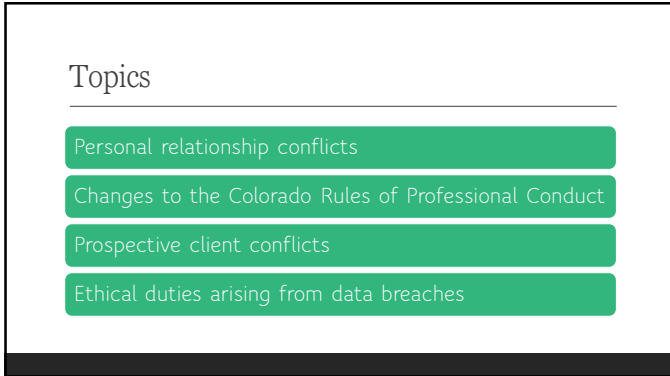 Topics
Personal relationship conflicts
Changes to the Colorado Rules of Professional Conduct
Prospective client conflicts
Ethical duties arising from data breaches